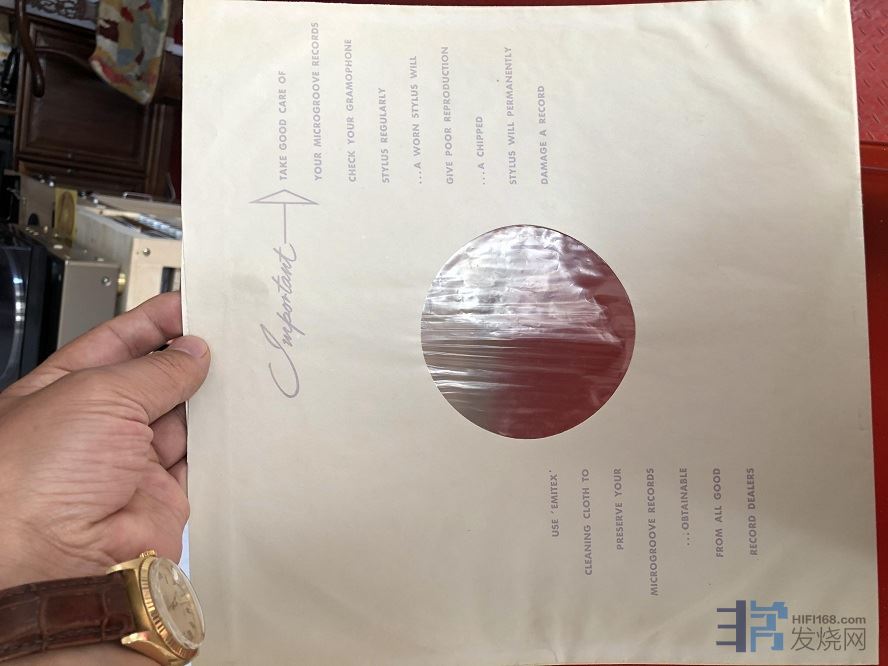 Important
TAKE GOOD CARE OF
YOUR MICROGROOVE RECORDS
CHECK YOUR GRAMOPHONE
STYLUS REGULARLY
...A WORN STYLUS WILL
GIVE POOR REPRODUCTION
...A CHIPPED
STYLUS WILL PERMANENTLY
DAMAGE A RECORD
USE 'EMITEX'
CLEANING CLOTH TO
PRESERVE YOUR
MICROGROOVE RECORDS
...OBTAINABLE
FROM ALL GOOD
RECORD DEALERS
HIFI168.com
发烧网